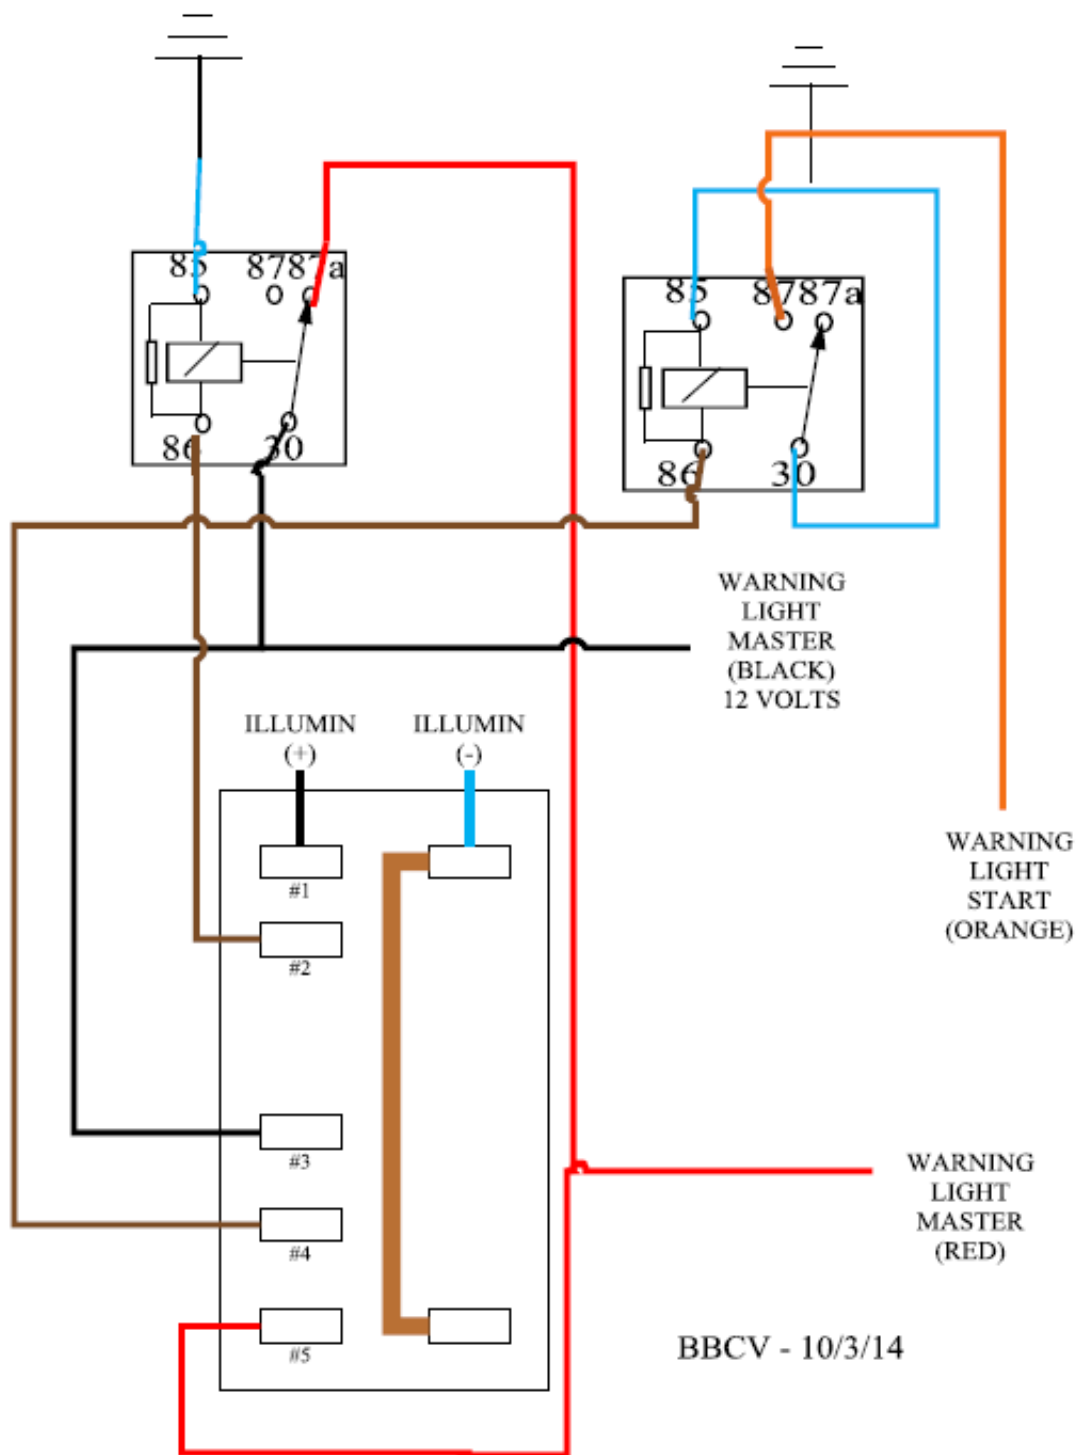 85 87 87a
86 30
85 87 87a
86 30
WARNING
LIGHT
MASTER
(BLACK)
12 VOLTS
ILLUMIN
(+)
ILLUMIN
(-)
#1
#2
#3
#4
#5
WARNING
LIGHT
START
(ORANGE)
WARNING
LIGHT
MASTER
(RED)
BBCV - 10/3/14